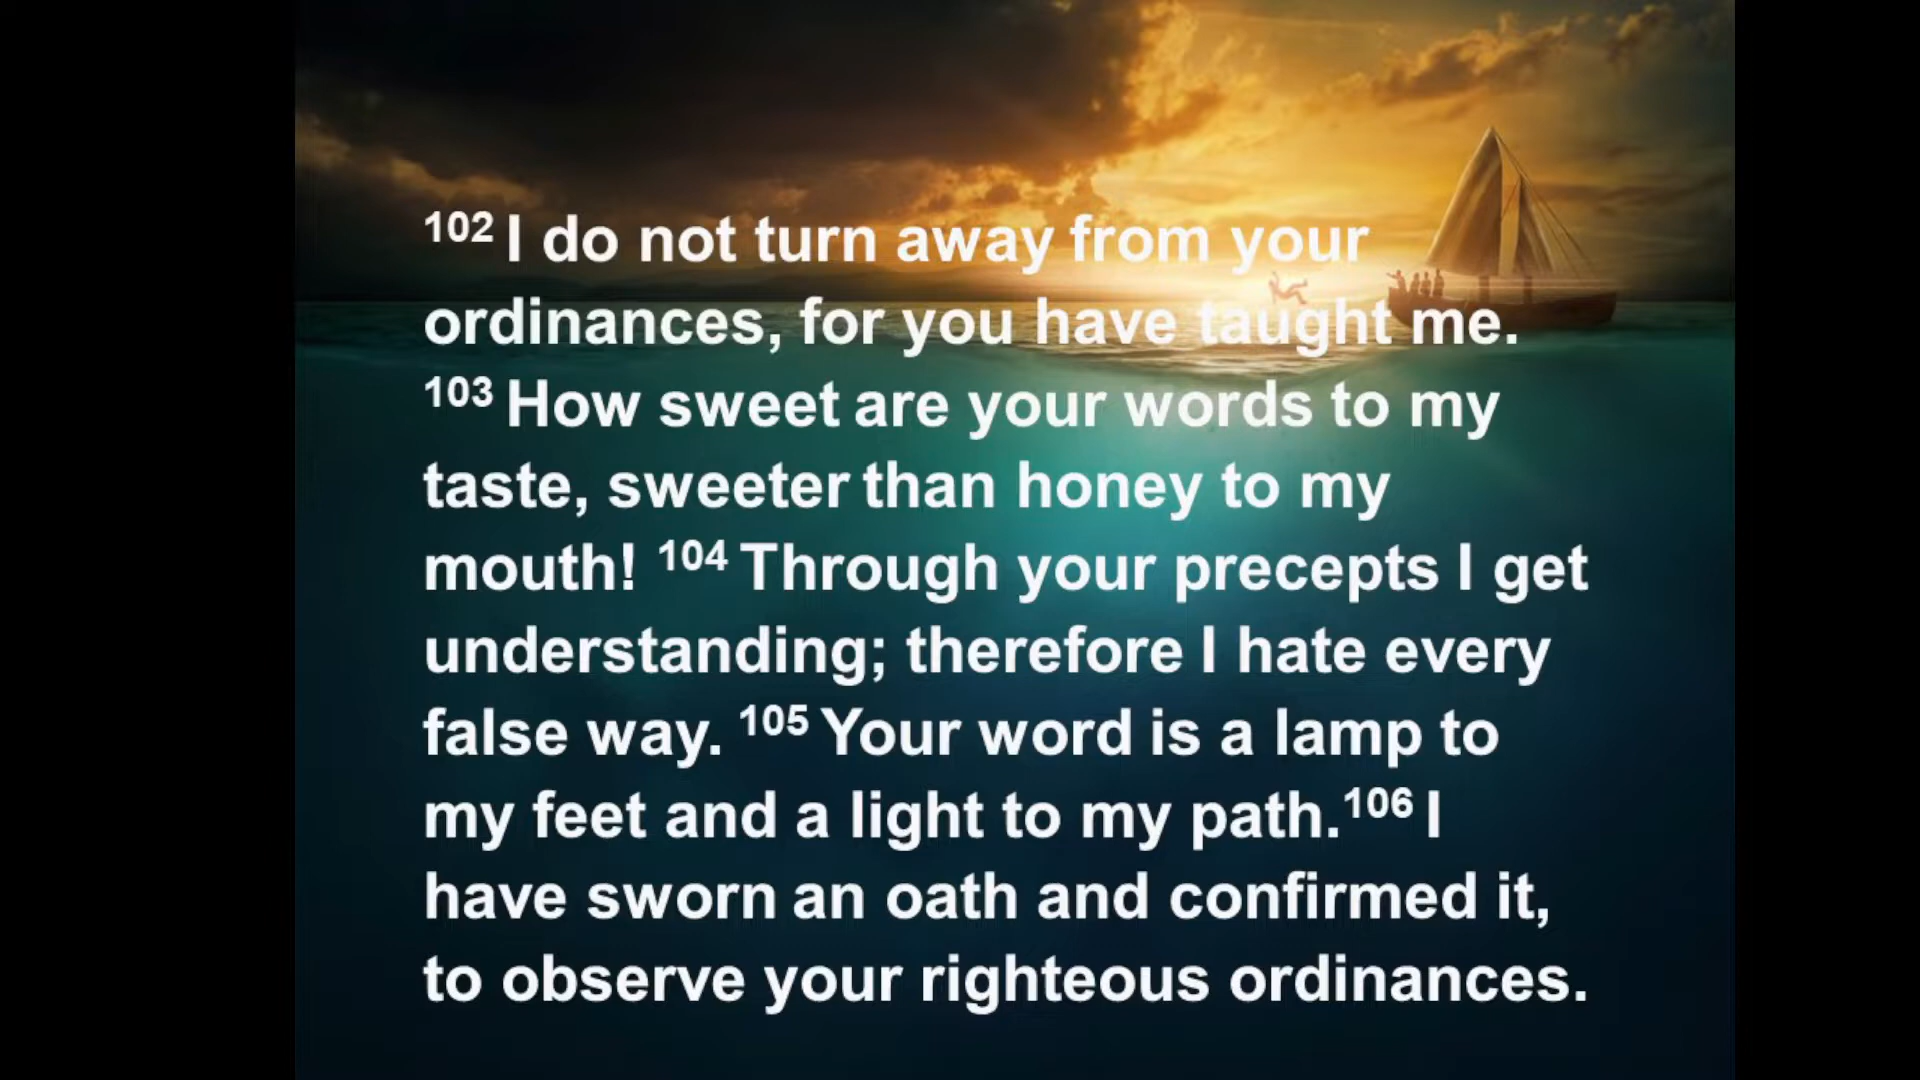 102 I do not turn away from your
ordinances, for you have taught me.
103 How sweet are your words to my
taste, sweeter than honey to my
mouth! 104 Through your precepts I get
understanding; therefore I hate every
false way. 105 Your word is a lamp to
my feet and a light to my path.106 I
have sworn an oath and confirmed it,
to observe your righteous ordinances.